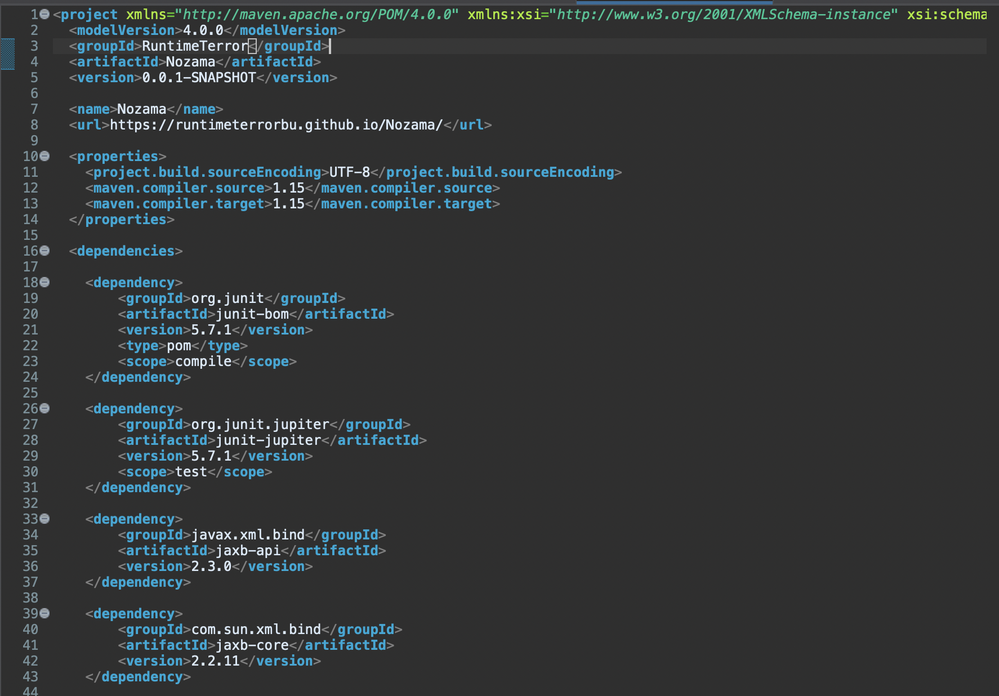 1 <project xmlns="http://maven.apache.org/POM/4.0.0" xmlns:xsi="http://www.w3.org/2001/XMLSchema-instance" xsi:schema
2 <modelVersion>4.0.0</modelVersion>
3 <groupId>RuntimeTerror</groupId>
4 <artifactId>Nozama</artifactId>
5 <version>0.0.1-SNAPSHOT</version>
6
7 <name>Nozama</name>
8 <url>https://runtimeterrorbu.github.io/Nozama/</url>
9
10 <properties>
11 <project.build.sourceEncoding>UTF-8</project.build.sourceEncoding>
12 <maven.compiler.source>1.15</maven.compiler.source>
13 <maven.compiler.target>1.15</maven.compiler.target>
14 </properties>
15
16 <dependencies>
17
18 <dependency>
19 <groupId>org.junit</groupId>
20 <artifactId>junit-bom</artifactId>
21 <version>5.7.1</version>
22 <type>pom</type>
23 <scope>compile</scope>
24 </dependency>
25
26 <dependency>
27 <groupId>org.junit.jupiter</groupId>
28 <artifactId>junit-jupiter</artifactId>
29 <version>5.7.1</version>
30 <scope>test</scope>
31 </dependency>
32
33 <dependency>
34 <groupId>javax.xml.bind</groupId>
35 <artifactId>jaxb-api</artifactId>
36 <version>2.3.0</version>
37 </dependency>
38
39 <dependency>
40 <groupId>com.sun.xml.bind</groupId>
41 <artifactId>jaxb-core</artifactId>
42 <version>2.2.11</version>
43 </dependency>
44